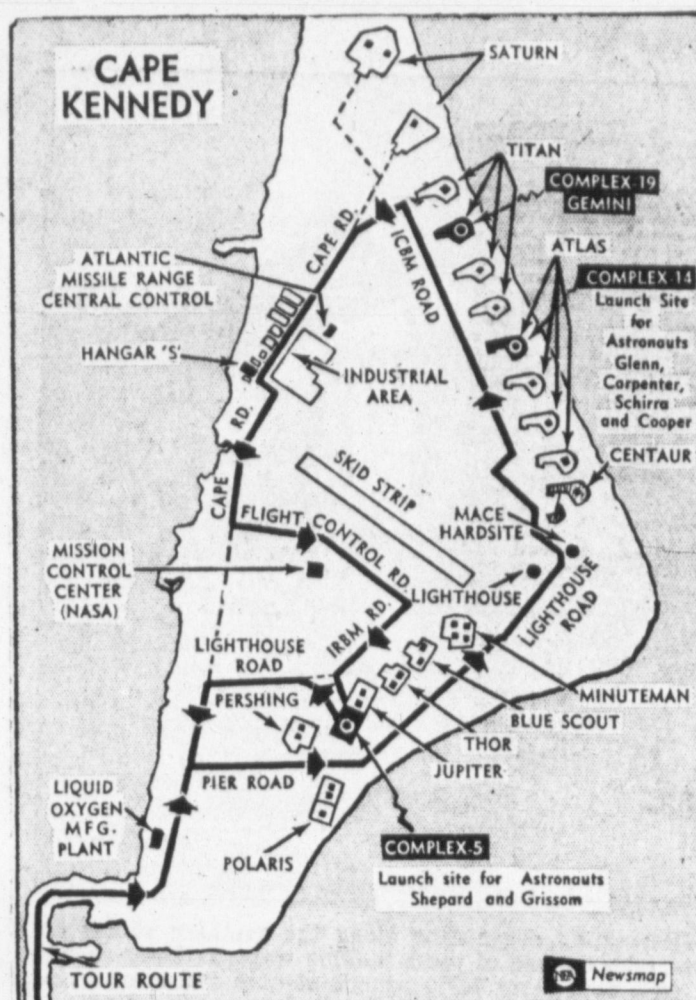 CAPE
KENNEDY
SATURN
TITAN
COMPLEX-19
GEMINI
CAPE RD.
ICBM ROAD
ATLAS
ATLANTIC
MISSILE RANGE
CENTRAL CONTROL
COMPLEX-14
Launch Site
for
Astronauts
Glenn,
Carpenter,
Schirra
and Cooper
HANGAR 'S'
INDUSTRIAL
AREA
CAPE RD.
SKID STRIP
CENTAUR
FLIGHT CONTROL RD.
MACE
HARDSITE
MISSION
CONTROL
CENTER
(NASA)
LIGHTHOUSE
LIGHTHOUSE
ROAD
IRBM RD.
LIGHTHOUSE
ROAD
PERSHING
MINUTEMAN
BLUE SCOUT
THOR
JUPITER
PIER ROAD
LIQUID
OXYGEN
MFG.
PLANT
POLARIS
COMPLEX-5
Launch site for Astronauts
Shepard and Grissom
TOUR ROUTE
NEA Newsmap